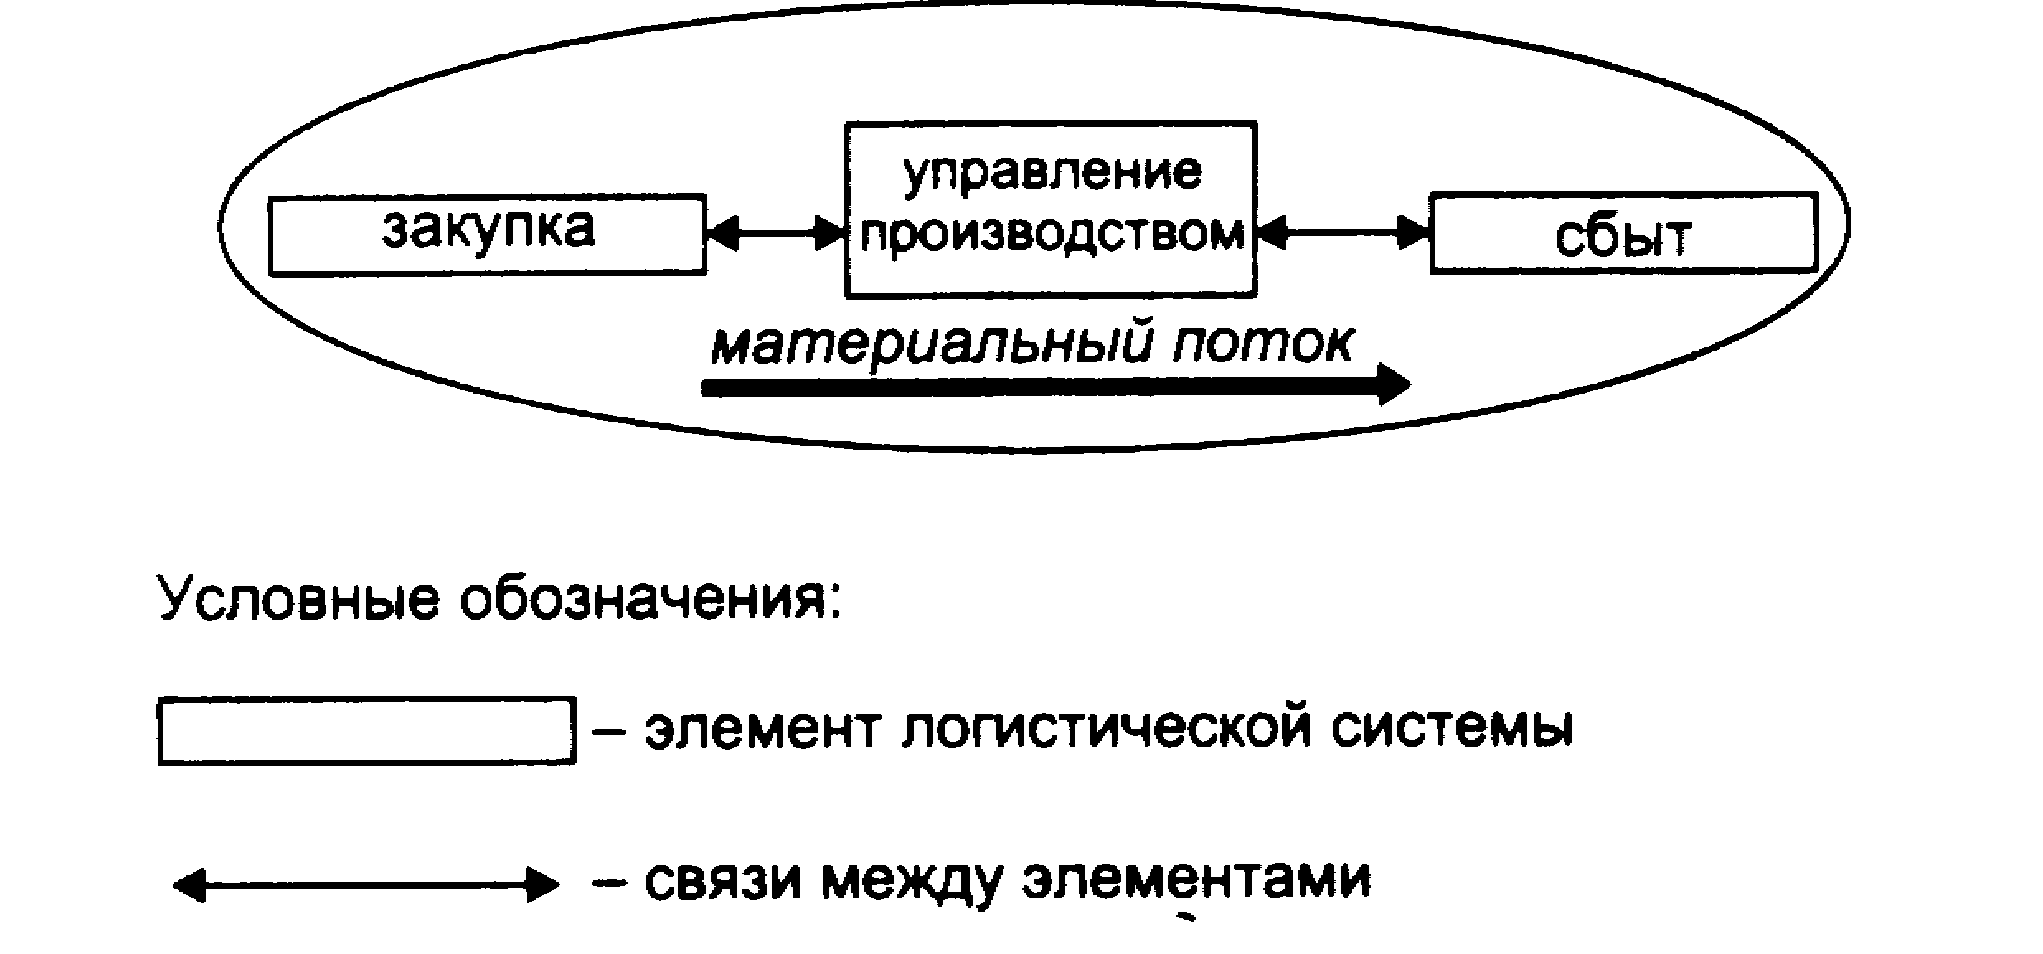 закупка
управление
производством
сбыт
материальный поток
Условные обозначения:
– элемент логистической системы
– связи между элементами